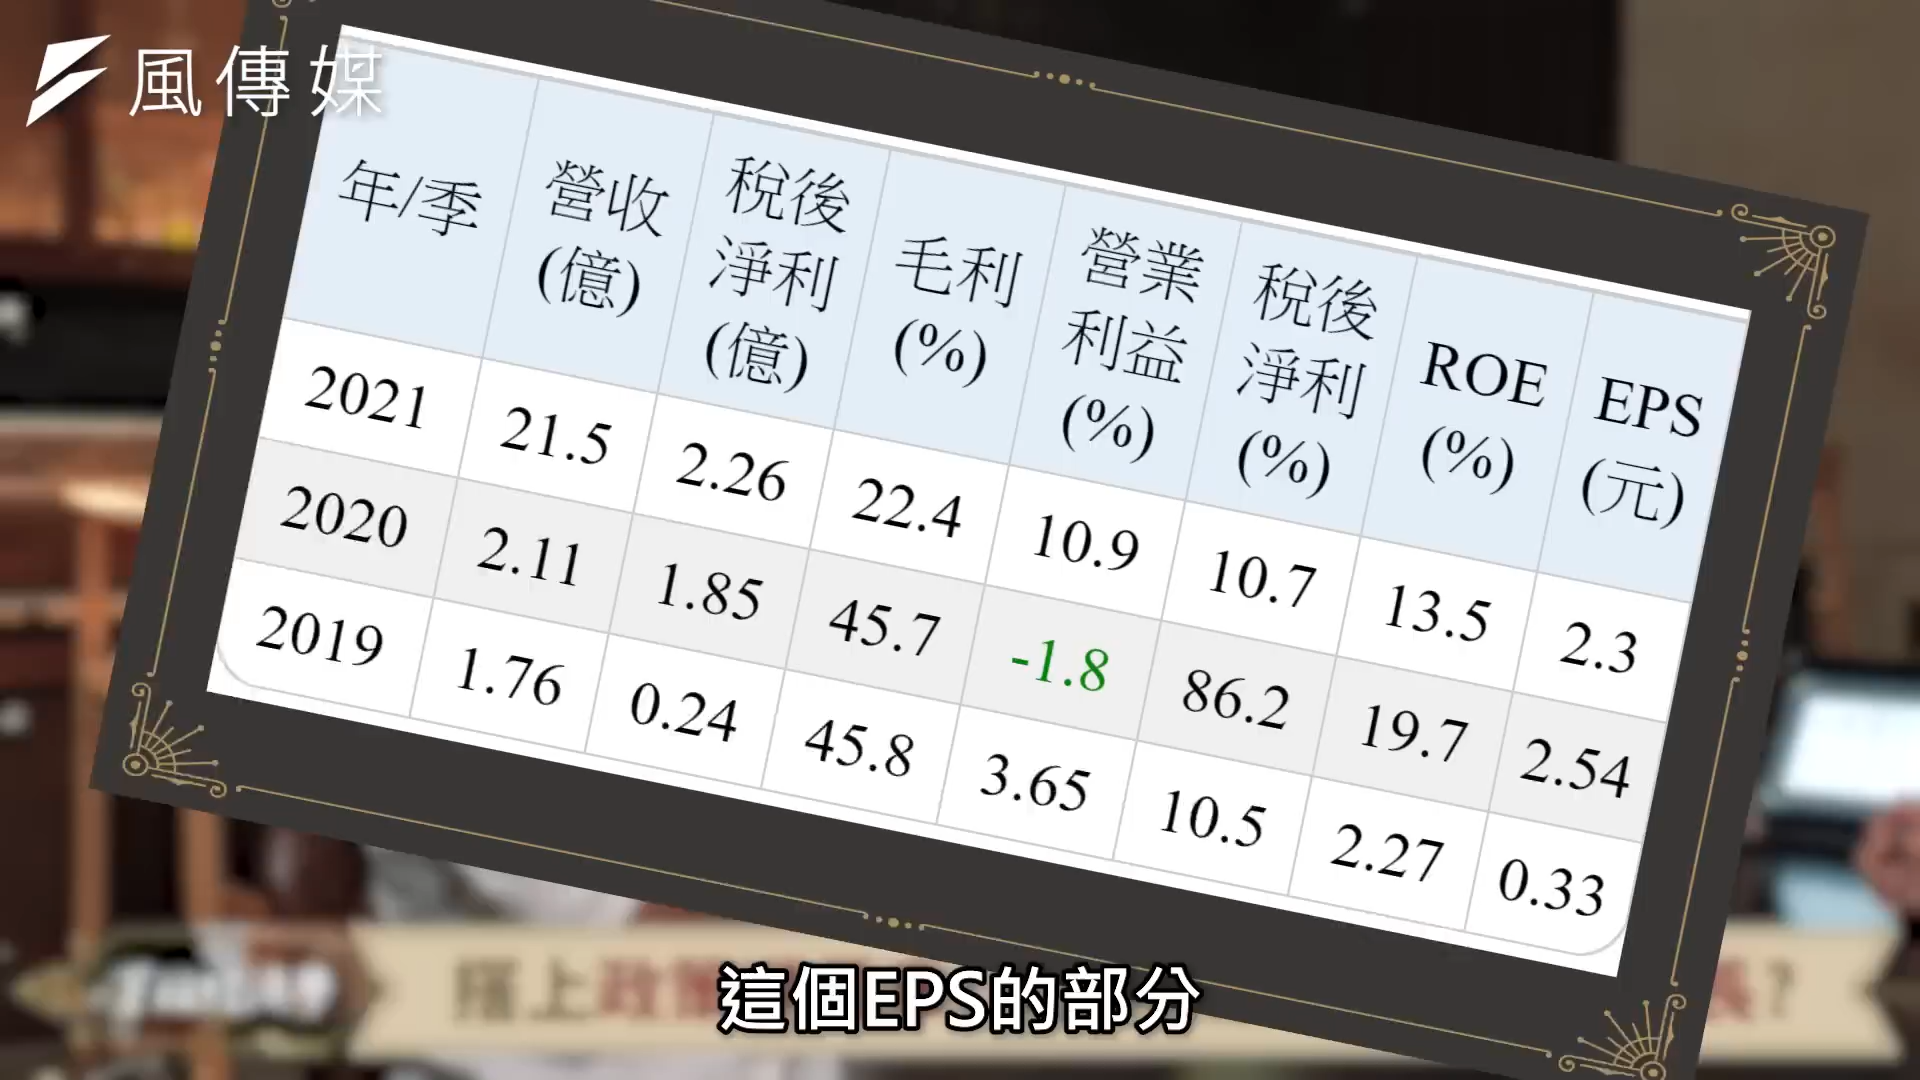 風傳媒
年/季 營收(億) 稅後淨利(億) 毛利(%) 營業利益(%) 稅後淨利(%) ROE(%) EPS(元)
2021 21.5 2.26 22.4 10.9 10.7 13.5 2.3
2020 2.11 1.85 45.7 -1.8 86.2 19.7 2.54
2019 1.76 0.24 45.8 3.65 10.5 2.27 0.33
搭上政策
?
這個EPS的部分